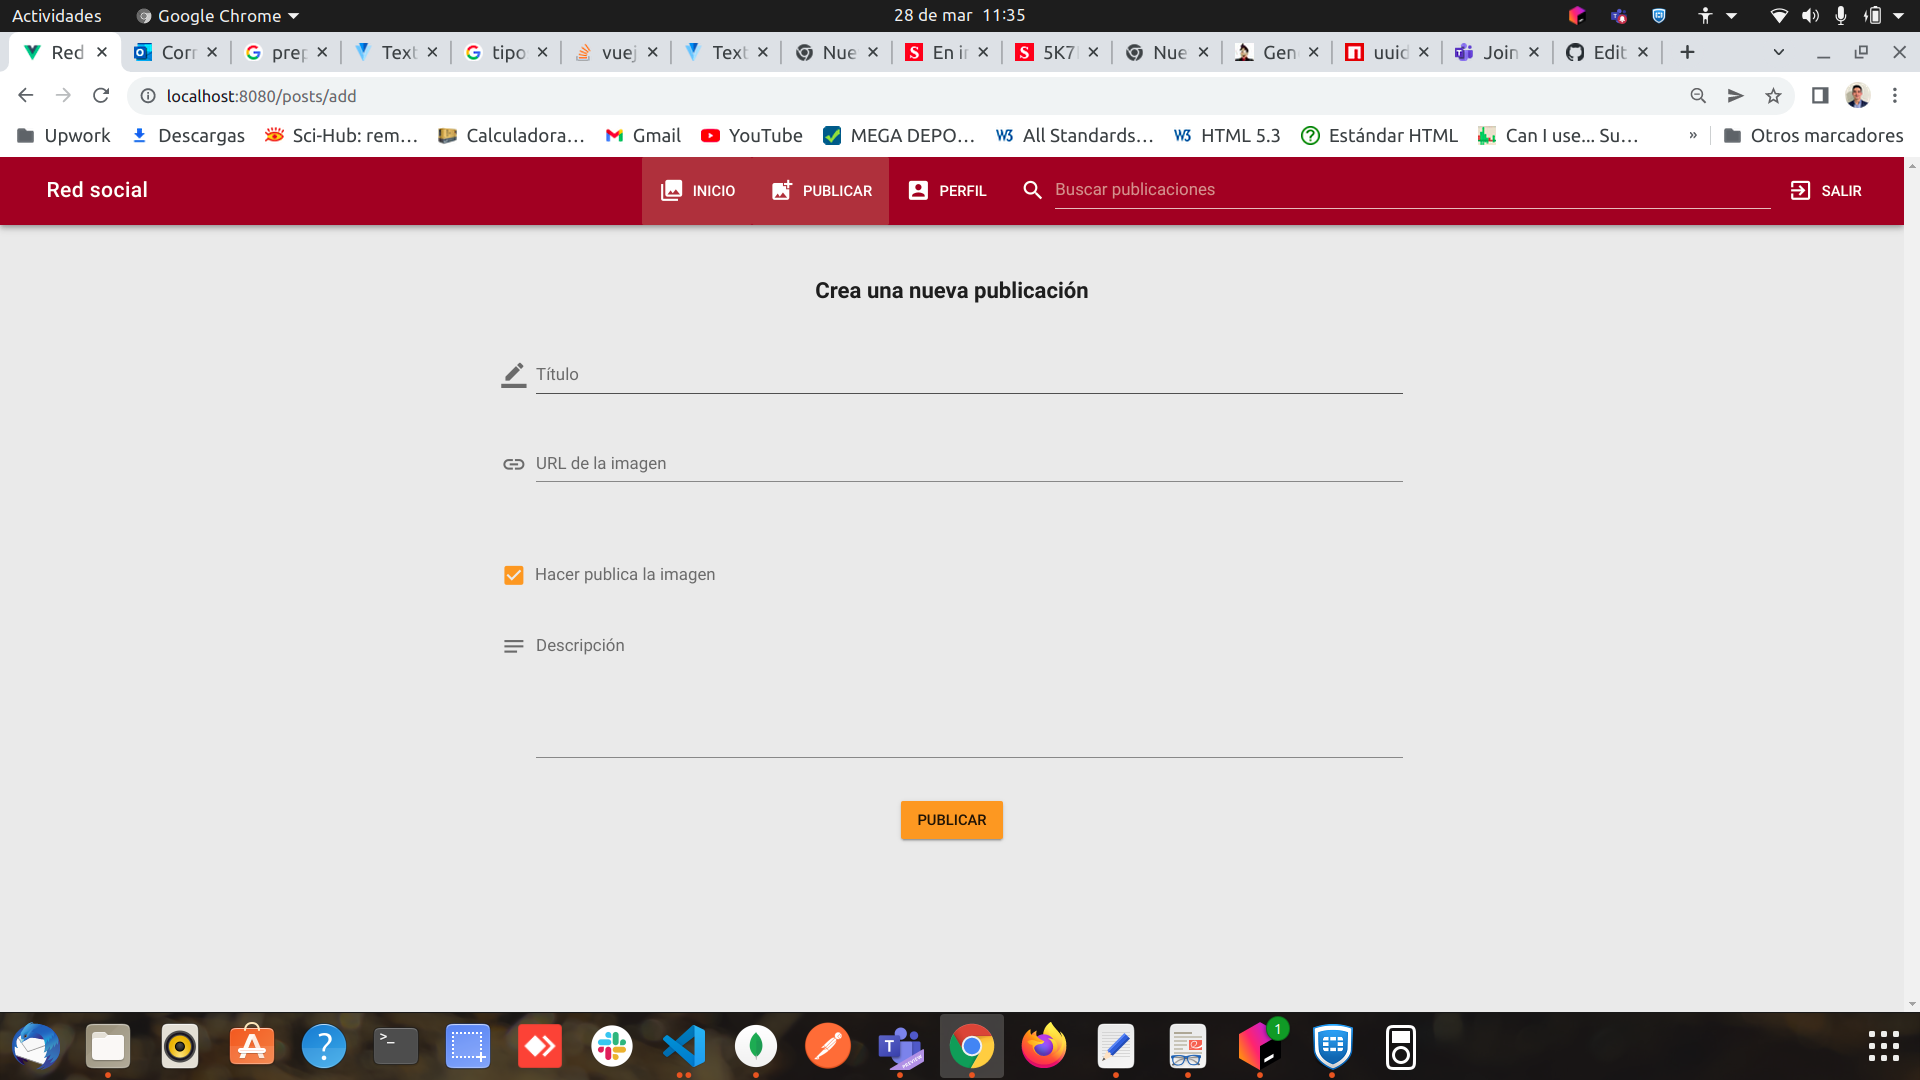 Actividades Google Chrome 28 de mar 11:35
Red Corr prep Text tipo vuej Text Nue En in 5K7 Nue Gen uuid Join Edit
localhost:8080/posts/add
Upwork Descargas Sci-Hub: rem… Calculadora… Gmail YouTube MEGA DEPO… All Standards… HTML 5.3 Estándar HTML Can I use... Su… » Otros marcadores
Red social INICIO PUBLICAR PERFIL Buscar publicaciones SALIR
Crea una nueva publicación
Título
URL de la imagen
Hacer publica la imagen
Descripción
PUBLICAR
1
PREVIEW